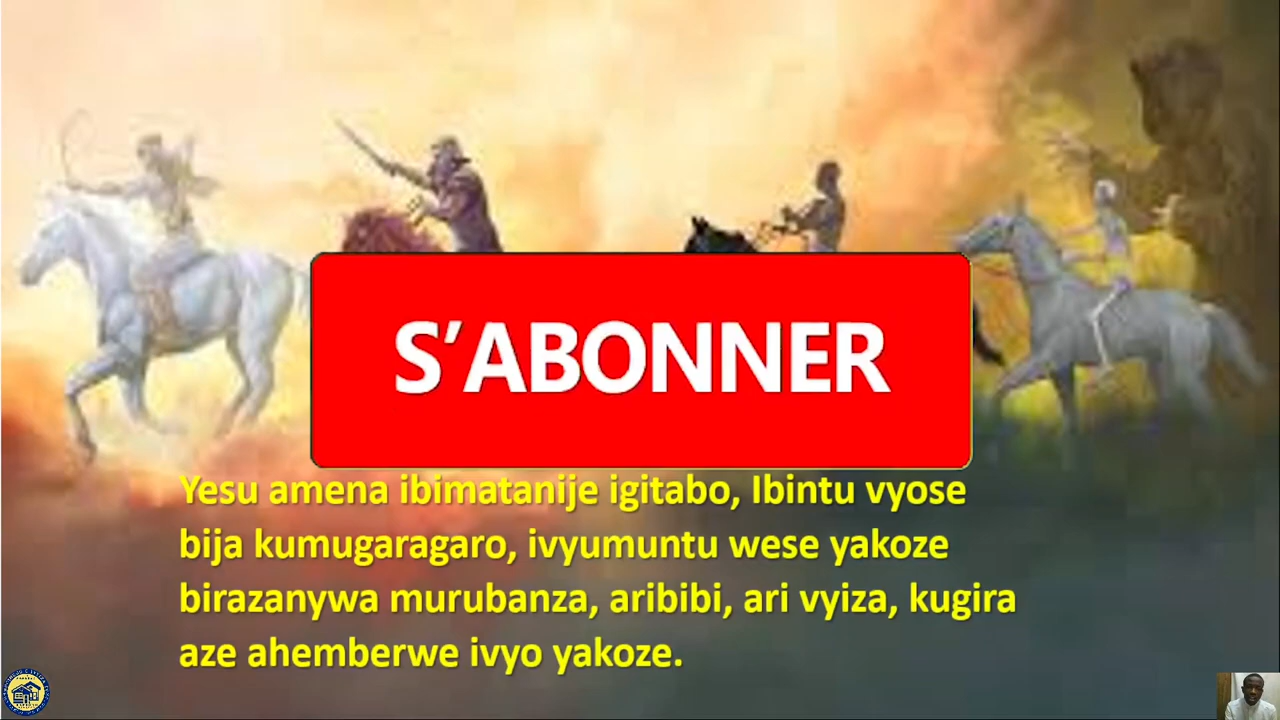 S'ABONNER
Yesu amena ibimatanije igitabo, Ibintu vyose
bija kumugaragaro, ivyumuntu wese yakoze
birazanywa murubanza, aribibi, ari vyiza, kugira
aze ahemberwe ivyo yakoze.